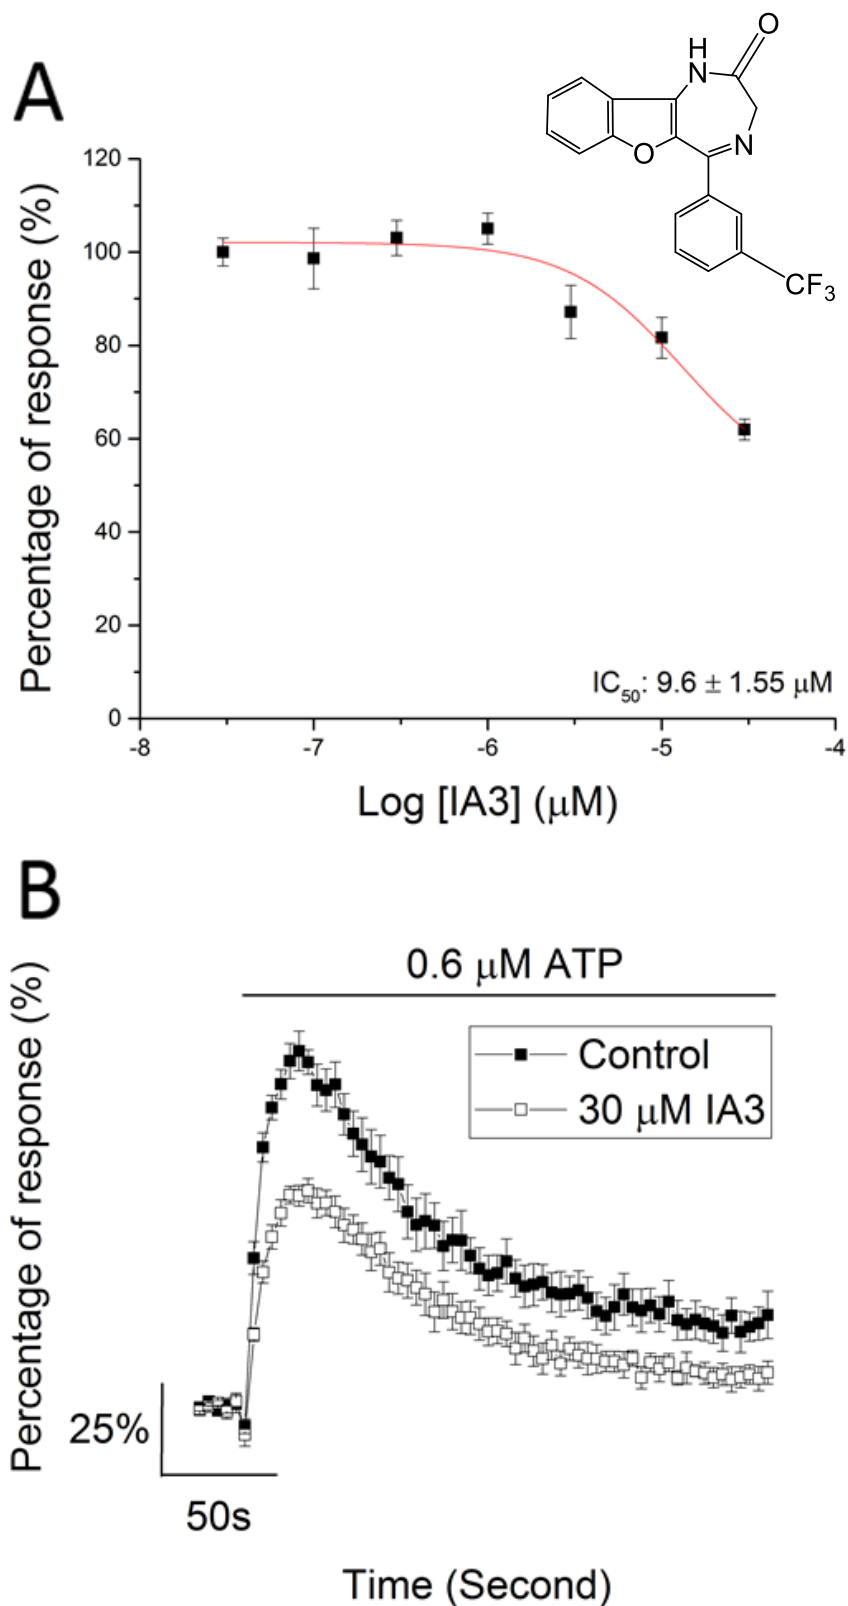 A
H
N
O
O
N
CF3
Percentage of response (%)
120
100
80
60
40
20
0
IC50: 9.6 ± 1.55 µM
-8
-7
-6
-5
-4
Log [IA3] (µM)
B
Percentage of response (%)
0.6 µM ATP
Control
30 µM IA3
25%
50s
Time (Second)